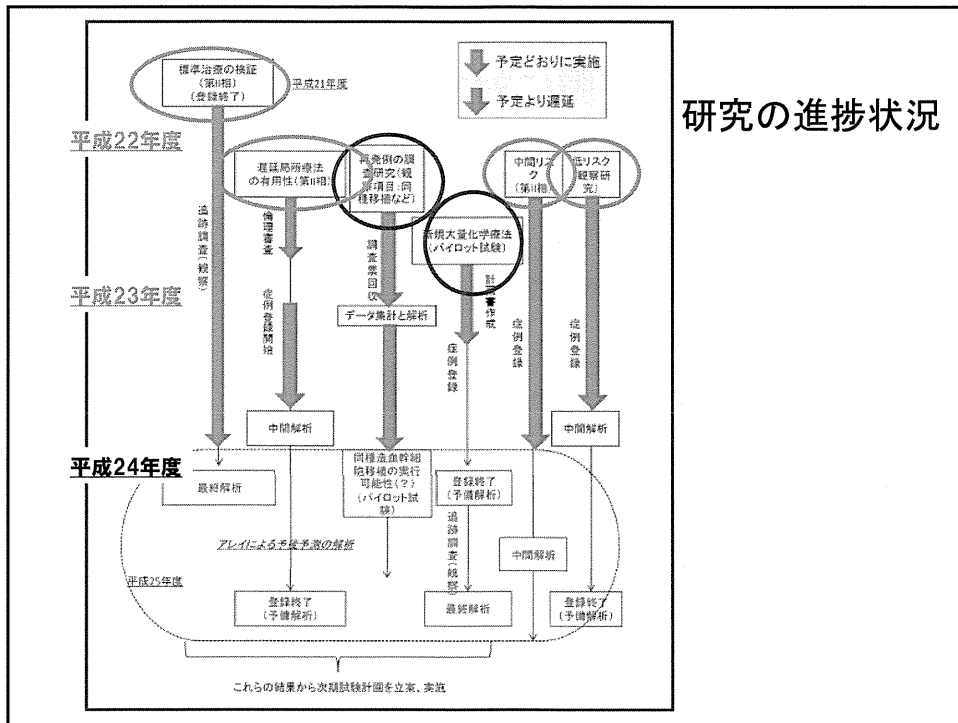 研究の進捗状況
予定どおりに実施
予定より遅延
標準治療の検証
(第II相)
(登録終了)
平成21年度
平成22年度
遅延局所療法
の有用性(第II相)
再発例の調
査研究(観
察項目:同
種移植など)
中間リス
ク
(第II相)
低リスク
(観察研
究)
新規大量化学療法
(パイロット試験)
追跡調査(観察)
倫理審査
調査票回収
計画書作成
平成23年度
症例登録開始
データ集計と解析
症例登録
症例登録
症例登録
中間解析
中間解析
平成24年度
最終解析
同種造血幹細
胞移植の実行
可能性(?)
(パイロット試
験)
登録終了
(予備解析)
アレイによる予後予測の解析
追跡調査(観察)
中間解析
平成25年度
登録終了
(予備解析)
最終解析
登録終了
(予備解析)
これらの結果から次期試験計画を立案、実施